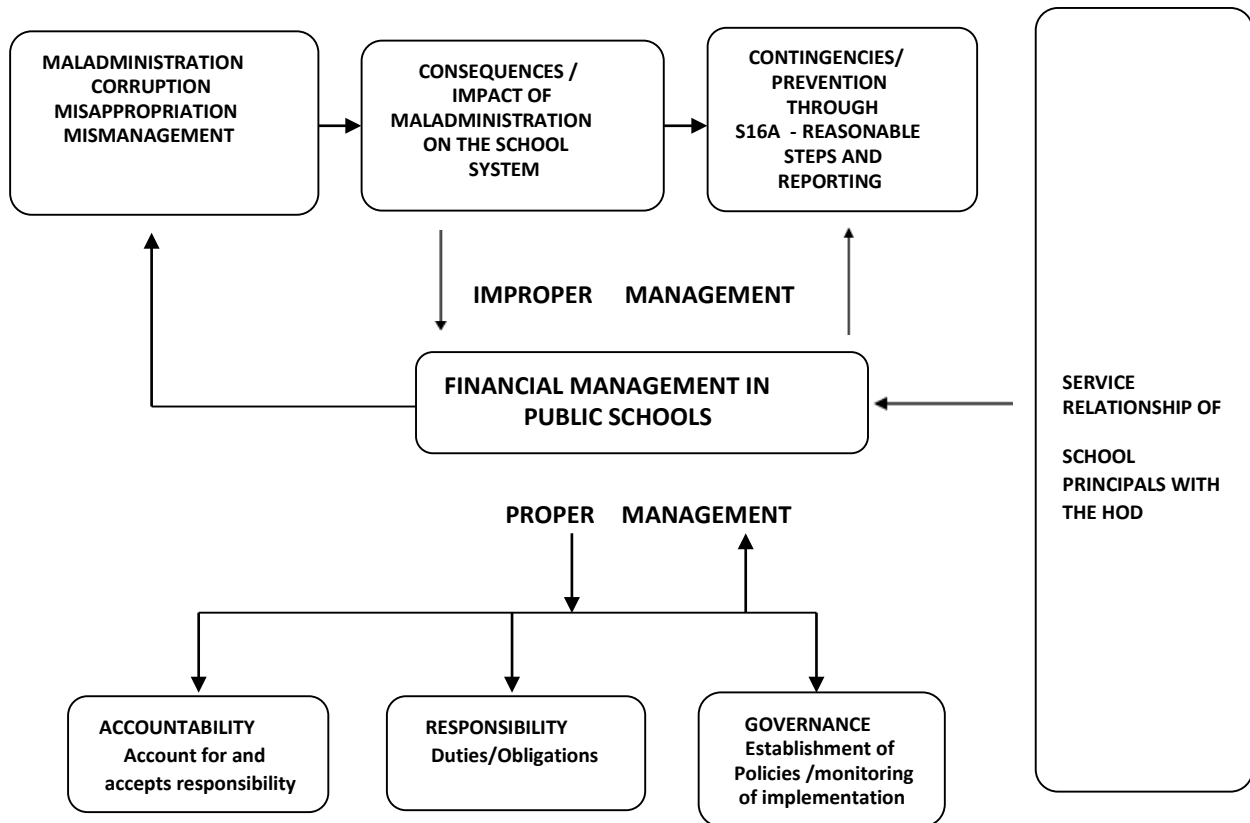 MALADMINISTRATION
CORRUPTION
MISAPPROPRIATION
MISMANAGEMENT
CONSEQUENCES /
IMPACT OF
MALADMINISTRATION
ON THE SCHOOL
SYSTEM
CONTINGENCIES/
PREVENTION
THROUGH
S16A - REASONABLE
STEPS AND
REPORTING
IMPROPER MANAGEMENT
FINANCIAL MANAGEMENT IN
PUBLIC SCHOOLS
SERVICE
RELATIONSHIP OF
SCHOOL
PRINCIPALS WITH
THE HOD
PROPER MANAGEMENT
ACCOUNTABILITY
Account for and
accepts responsibility
RESPONSIBILITY
Duties/Obligations
GOVERNANCE
Establishment of
Policies /monitoring
of implementation